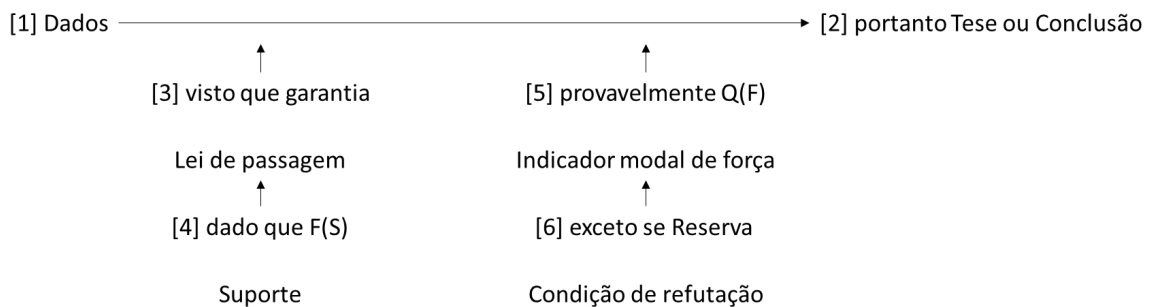 [1] Dados
[2] portanto Tese ou Conclusão
[3] visto que garantia
[5] provavelmente Q(F)
Lei de passagem
Indicador modal de força
[4] dado que F(S)
[6] exceto se Reserva
Suporte
Condição de refutação